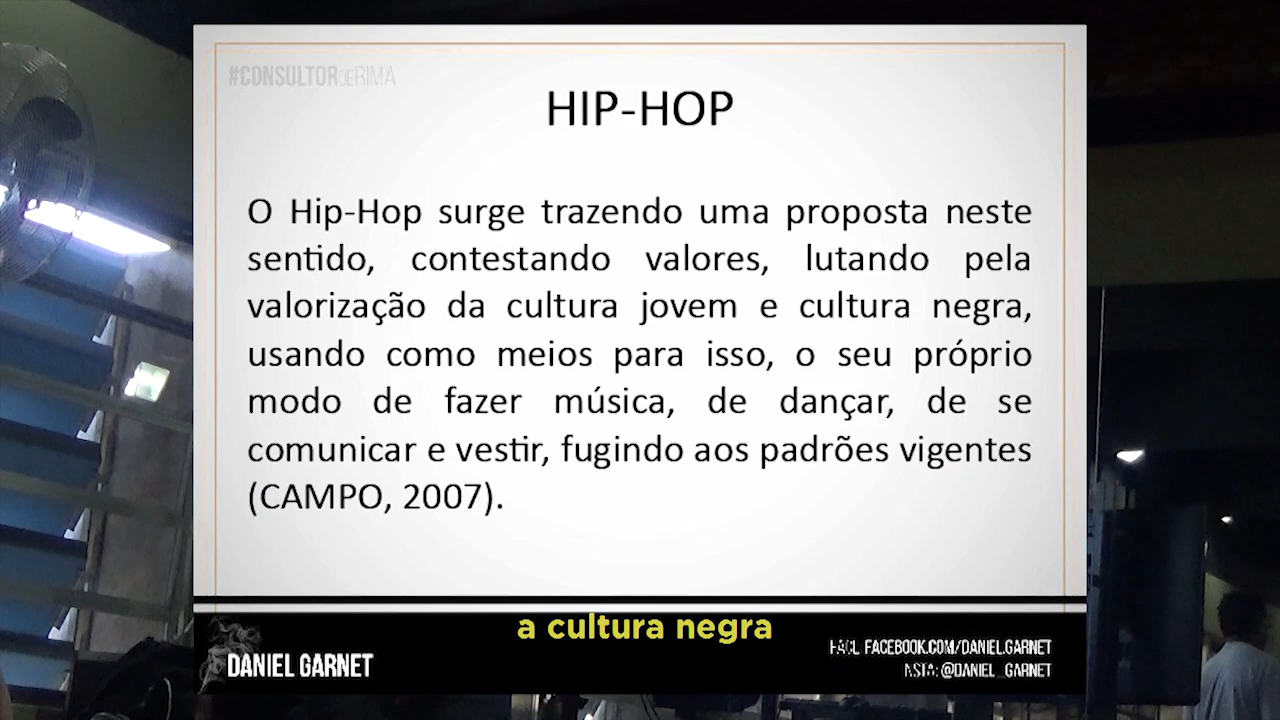 #CONSULTORDERIMA
HIP-HOP
O Hip-Hop surge trazendo uma proposta neste
sentido, contestando valores, lutando pela
valorização da cultura jovem e cultura negra,
usando como meios para isso, o seu próprio
modo de fazer música, de dançar, de se
comunicar e vestir, fugindo aos padrões vigentes
(CAMPO, 2007).
a cultura negra
DANIEL GARNET
FACE: FACEBOOK.COM/DANIEL.GARNET
INSTA: @DANIEL_GARNET